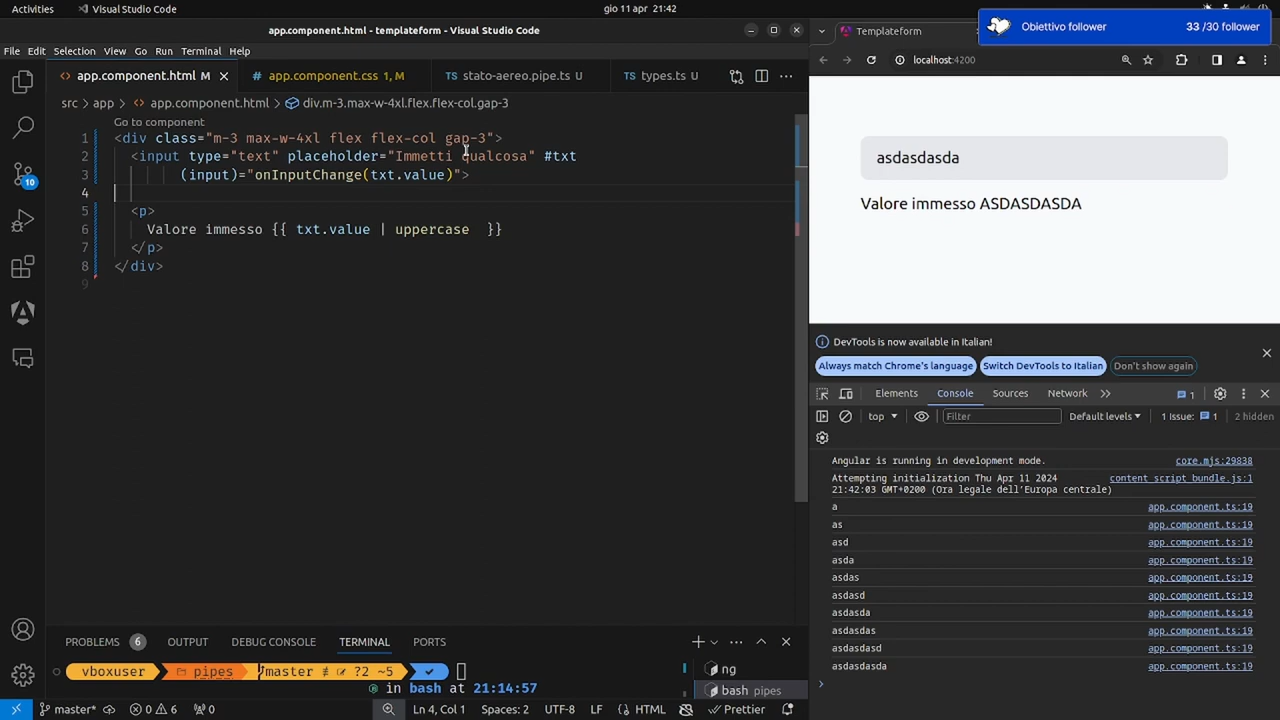 Activities Visual Studio Code gio 11 apr 21:42
Obiettivo follower 33 /30 follower
app.component.html - templateform - Visual Studio Code
Templateform
File Edit Selection View Go Run Terminal Help
localhost:4200
app.component.html M app.component.css 1, M stato-aereo.pipe.ts U types.ts U
src app app.component.html div.m-3.max-w-4xl.flex.flex-col.gap-3
Go to component
1 <div class="m-3 max-w-4xl flex flex-col gap-3">
2 <input type="text" placeholder="Immetti qualcosa" #txt
3 (input)="onInputChange(txt.value)">
4
5 <p>
6 Valore immesso {{ txt.value | uppercase }}
7 </p>
8 </div>
9
10
PROBLEMS 6 OUTPUT DEBUG CONSOLE TERMINAL PORTS
vboxuser pipes master ≢ ?2 ~5
in bash at 21:14:57
ng
bash pipes
master* 0 6 0 Ln 4, Col 1 Spaces: 2 UTF-8 LF HTML Prettier
asdasdasda
Valore immesso ASDASDASDA
DevTools is now available in Italian!
Always match Chrome's language Switch DevTools to Italian Don't show again
Elements Console Sources Network 1
top Filter Default levels 1 Issue: 1 2 hidden
Angular is running in development mode. core.mjs:29838
Attempting initialization Thu Apr 11 2024 content script bundle.js:1
21:42:03 GMT+0200 (Ora legale dell'Europa centrale)
a app.component.ts:19
as app.component.ts:19
asd app.component.ts:19
asda app.component.ts:19
asdas app.component.ts:19
asdasd app.component.ts:19
asdasda app.component.ts:19
asdasdas app.component.ts:19
asdasdasd app.component.ts:19
asdasdasda app.component.ts:19